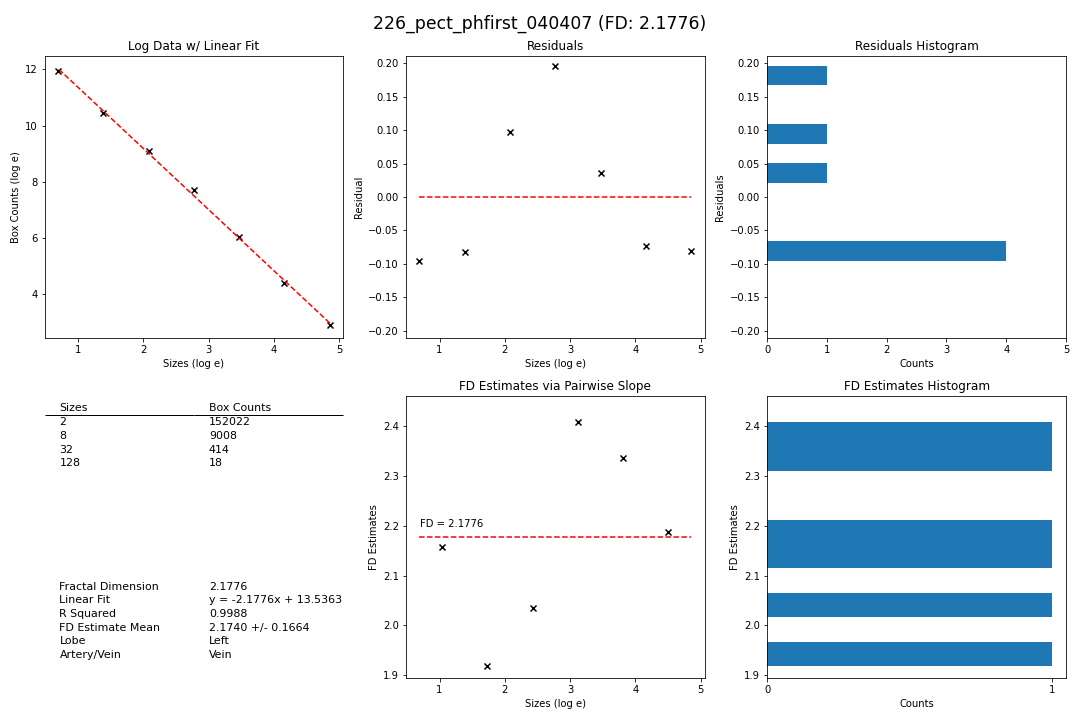 226_pect_phfirst_040407 (FD: 2.1776)
Log Data w/ Linear Fit
12
10
8
6
4
Box Counts (log e)
1 2 3 4 5
Sizes (log e)
Residuals
0.20
0.15
0.10
0.05
0.00
−0.05
−0.10
−0.15
−0.20
Residual
1 2 3 4 5
Sizes (log e)
Residuals Histogram
0.20
0.15
0.10
0.05
0.00
−0.05
−0.10
−0.15
−0.20
Residuals
0 1 2 3 4 5
Counts
Sizes Box Counts
2 152022
8 9008
32 414
128 18
Fractal Dimension 2.1776
Linear Fit y = -2.1776x + 13.5363
R Squared 0.9988
FD Estimate Mean 2.1740 +/- 0.1664
Lobe Left
Artery/Vein Vein
FD Estimates via Pairwise Slope
2.4
2.3
2.2
2.1
2.0
1.9
FD Estimates
FD = 2.1776
1 2 3 4 5
Sizes (log e)
FD Estimates Histogram
2.4
2.3
2.2
2.1
2.0
1.9
FD Estimates
0 1
Counts